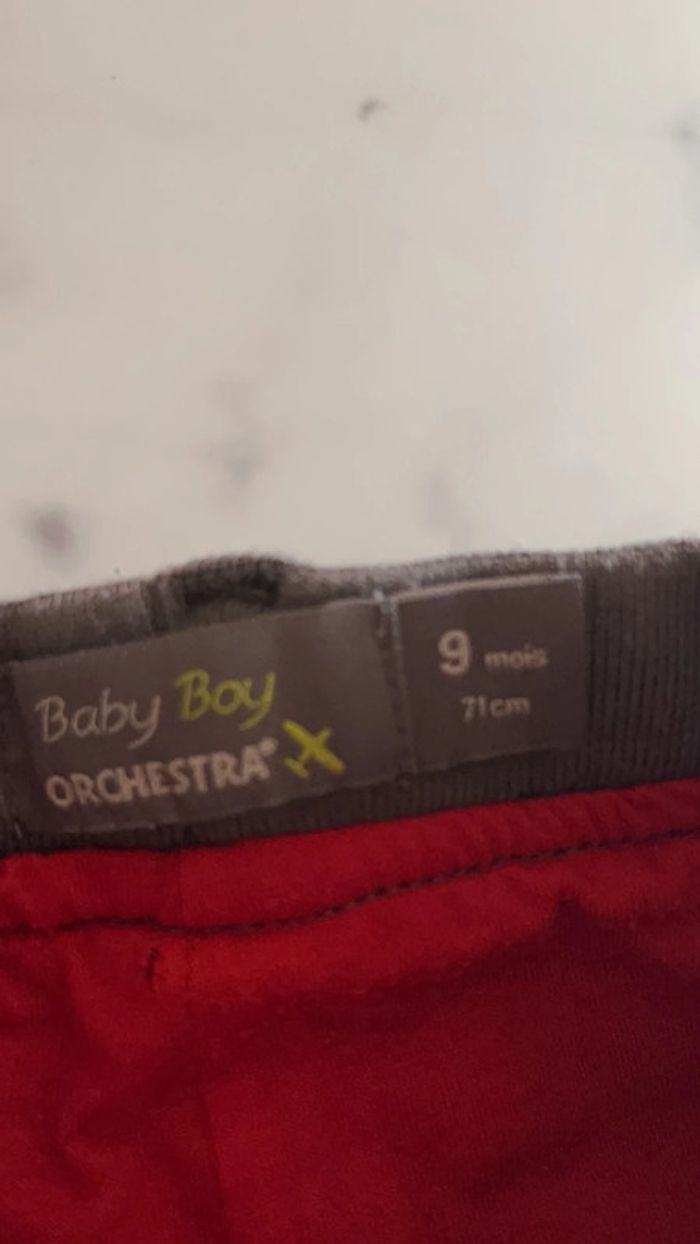 Baby Boy
ORCHESTRA®
9 mois
71cm